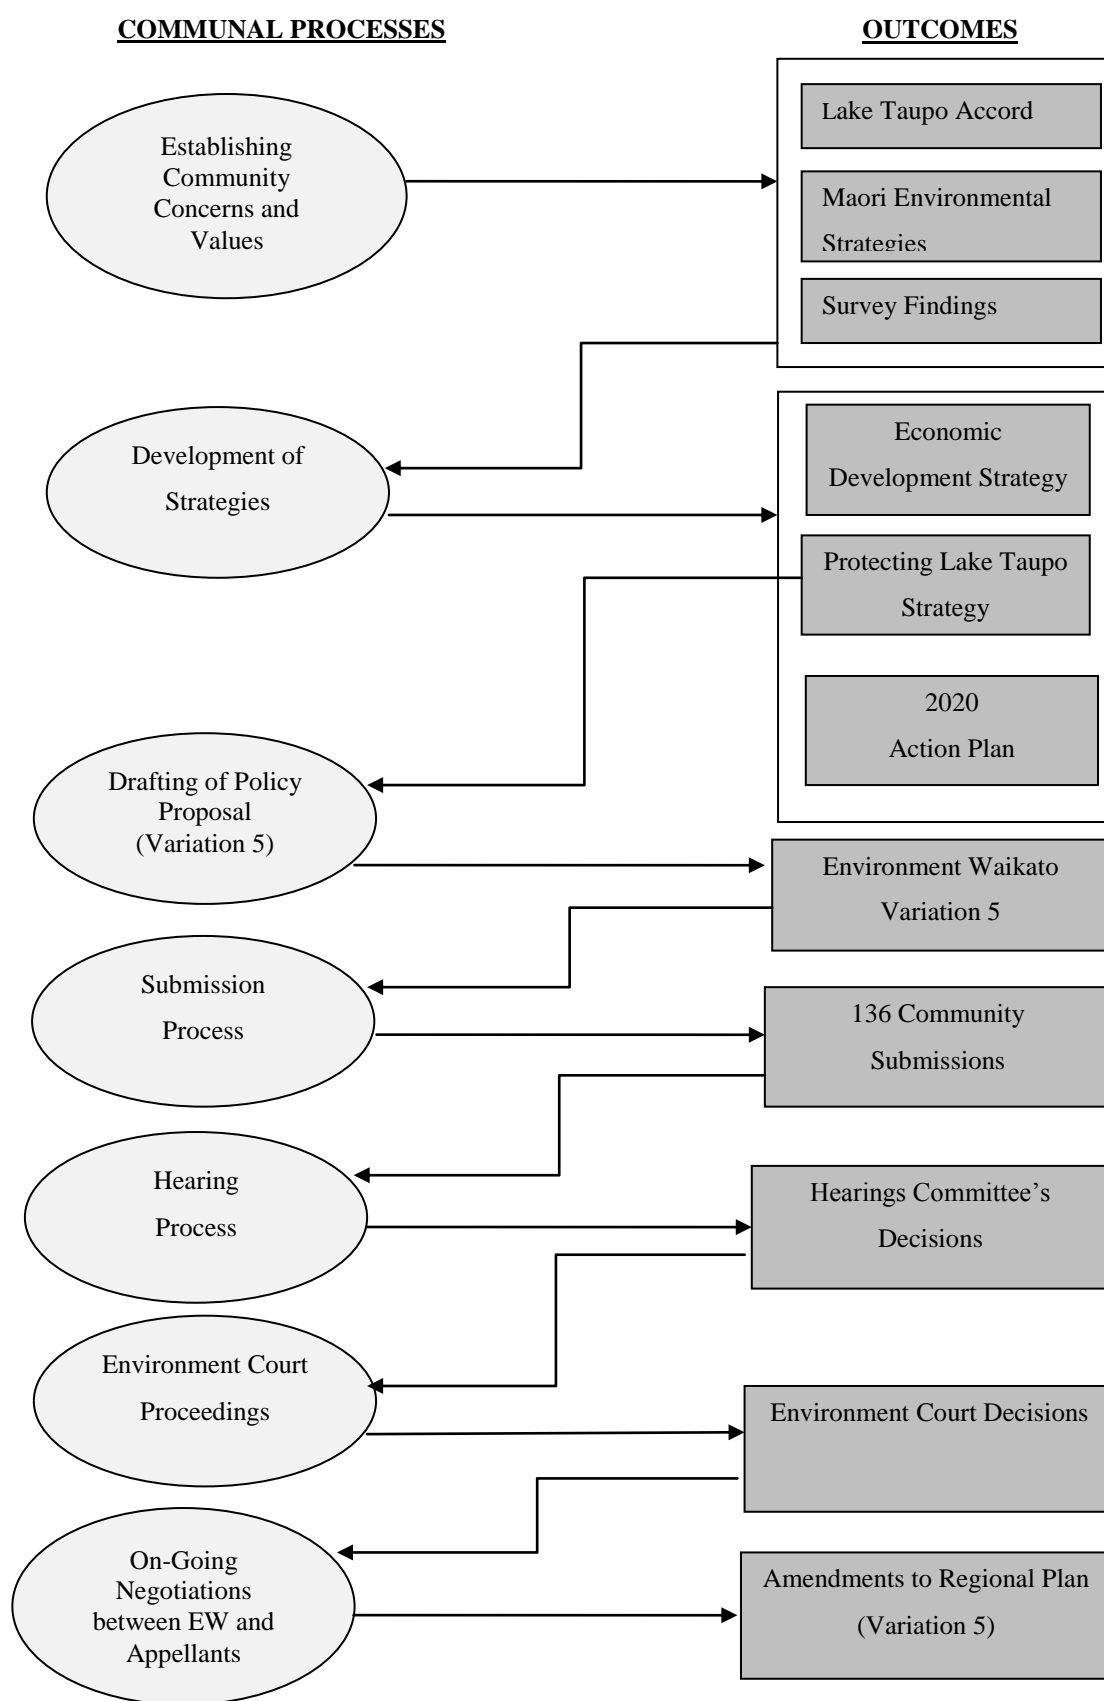 COMMUNAL PROCESSES
OUTCOMES
Establishing
Community
Concerns and
Values
Lake Taupo Accord
Maori Environmental
Strategies
Survey Findings
Development of
Strategies
Economic
Development Strategy
Protecting Lake Taupo
Strategy
2020
Action Plan
Drafting of Policy
Proposal
(Variation 5)
Environment Waikato
Variation 5
Submission
Process
136 Community
Submissions
Hearing
Process
Hearings Committee’s
Decisions
Environment Court
Proceedings
Environment Court Decisions
On-Going
Negotiations
between EW and
Appellants
Amendments to Regional Plan
(Variation 5)